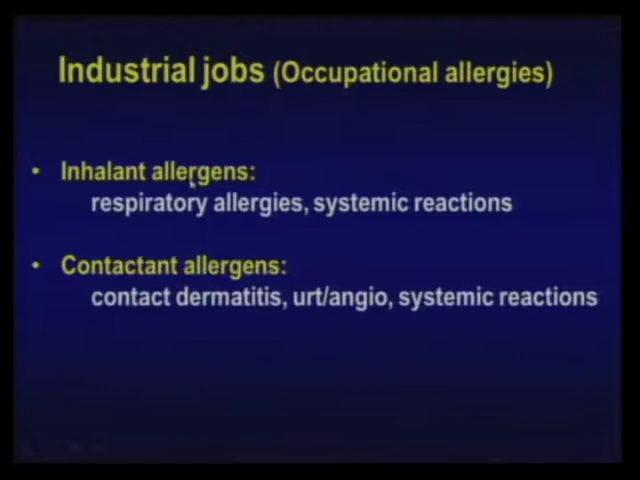 Industrial jobs (Occupational allergies)
• Inhalant allergens:
respiratory allergies, systemic reactions
• Contactant allergens:
contact dermatitis, urt/angio, systemic reactions